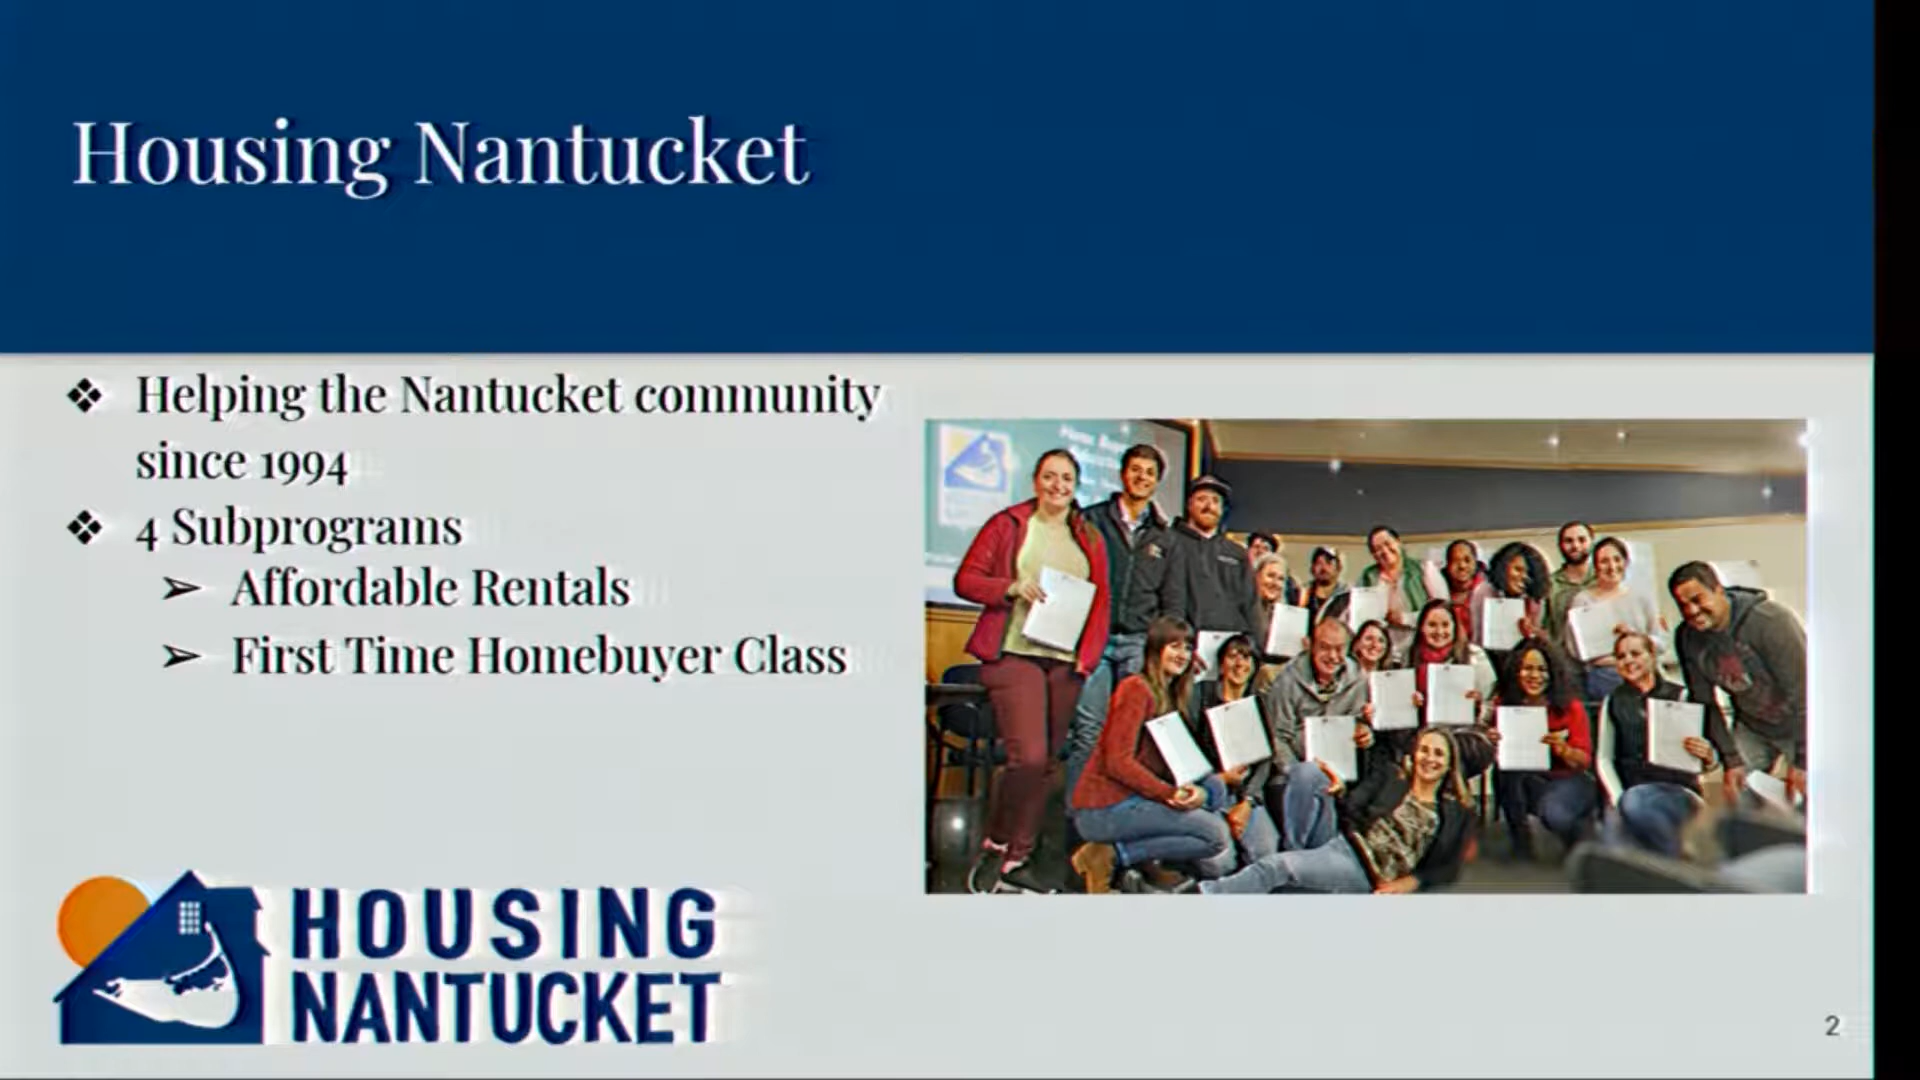 Housing Nantucket
❖ Helping the Nantucket community
since 1994
❖ 4 Subprograms
➢ Affordable Rentals
➢ First Time Homebuyer Class
HOUSING
NANTUCKET
2